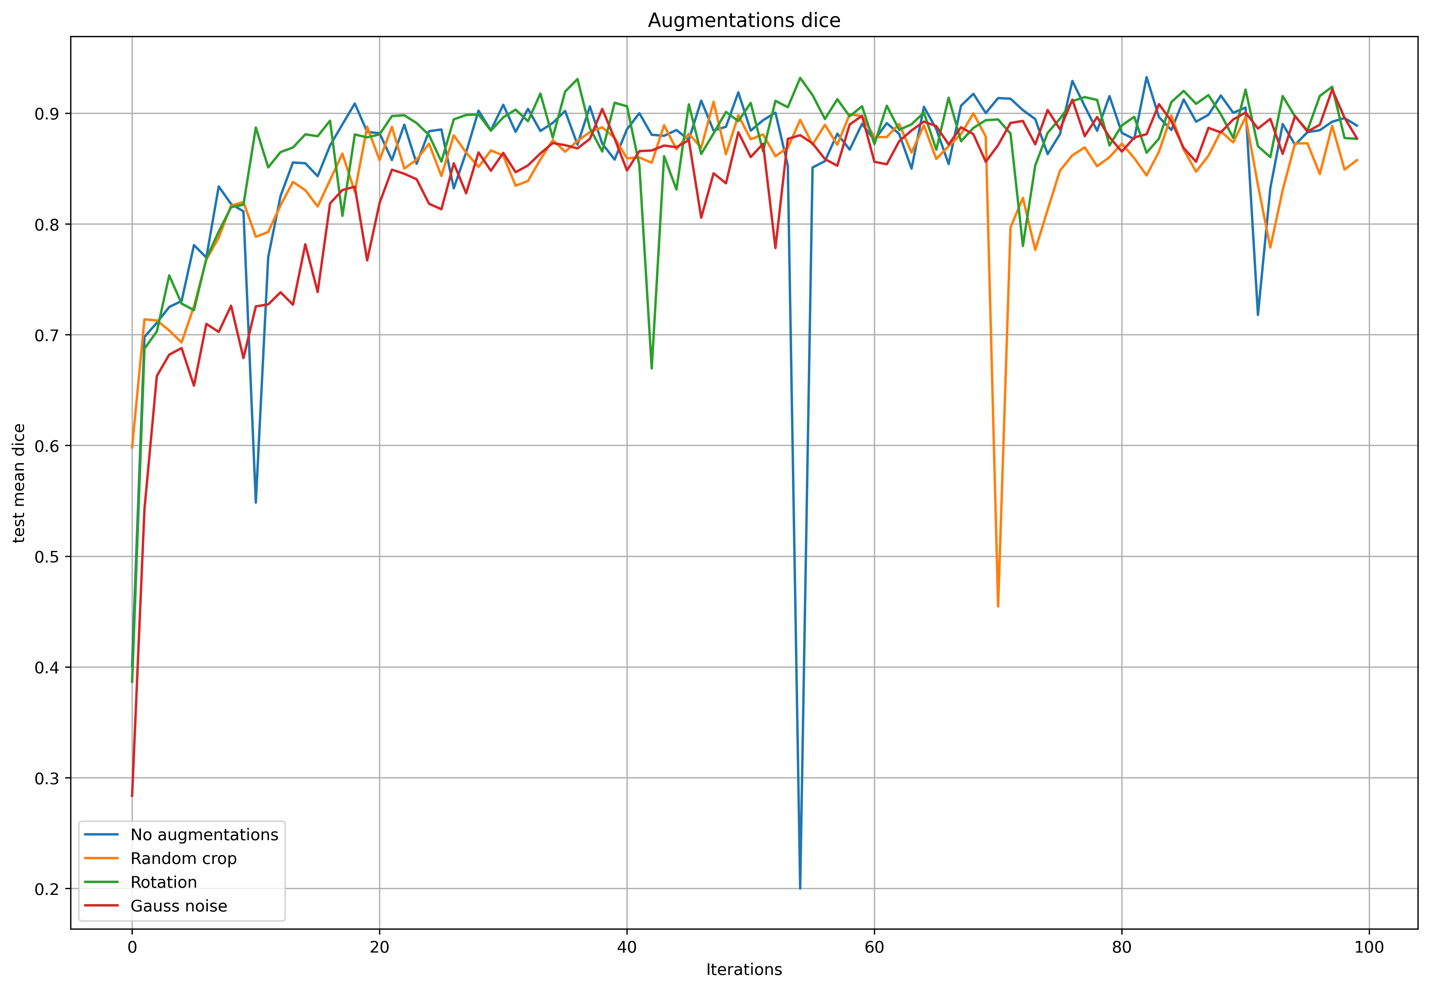 Augmentations dice
test mean dice
0.9
0.8
0.7
0.6
0.5
0.4
0.3
0.2
No augmentations
Random crop
Rotation
Gauss noise
0 20 40 60 80 100
Iterations